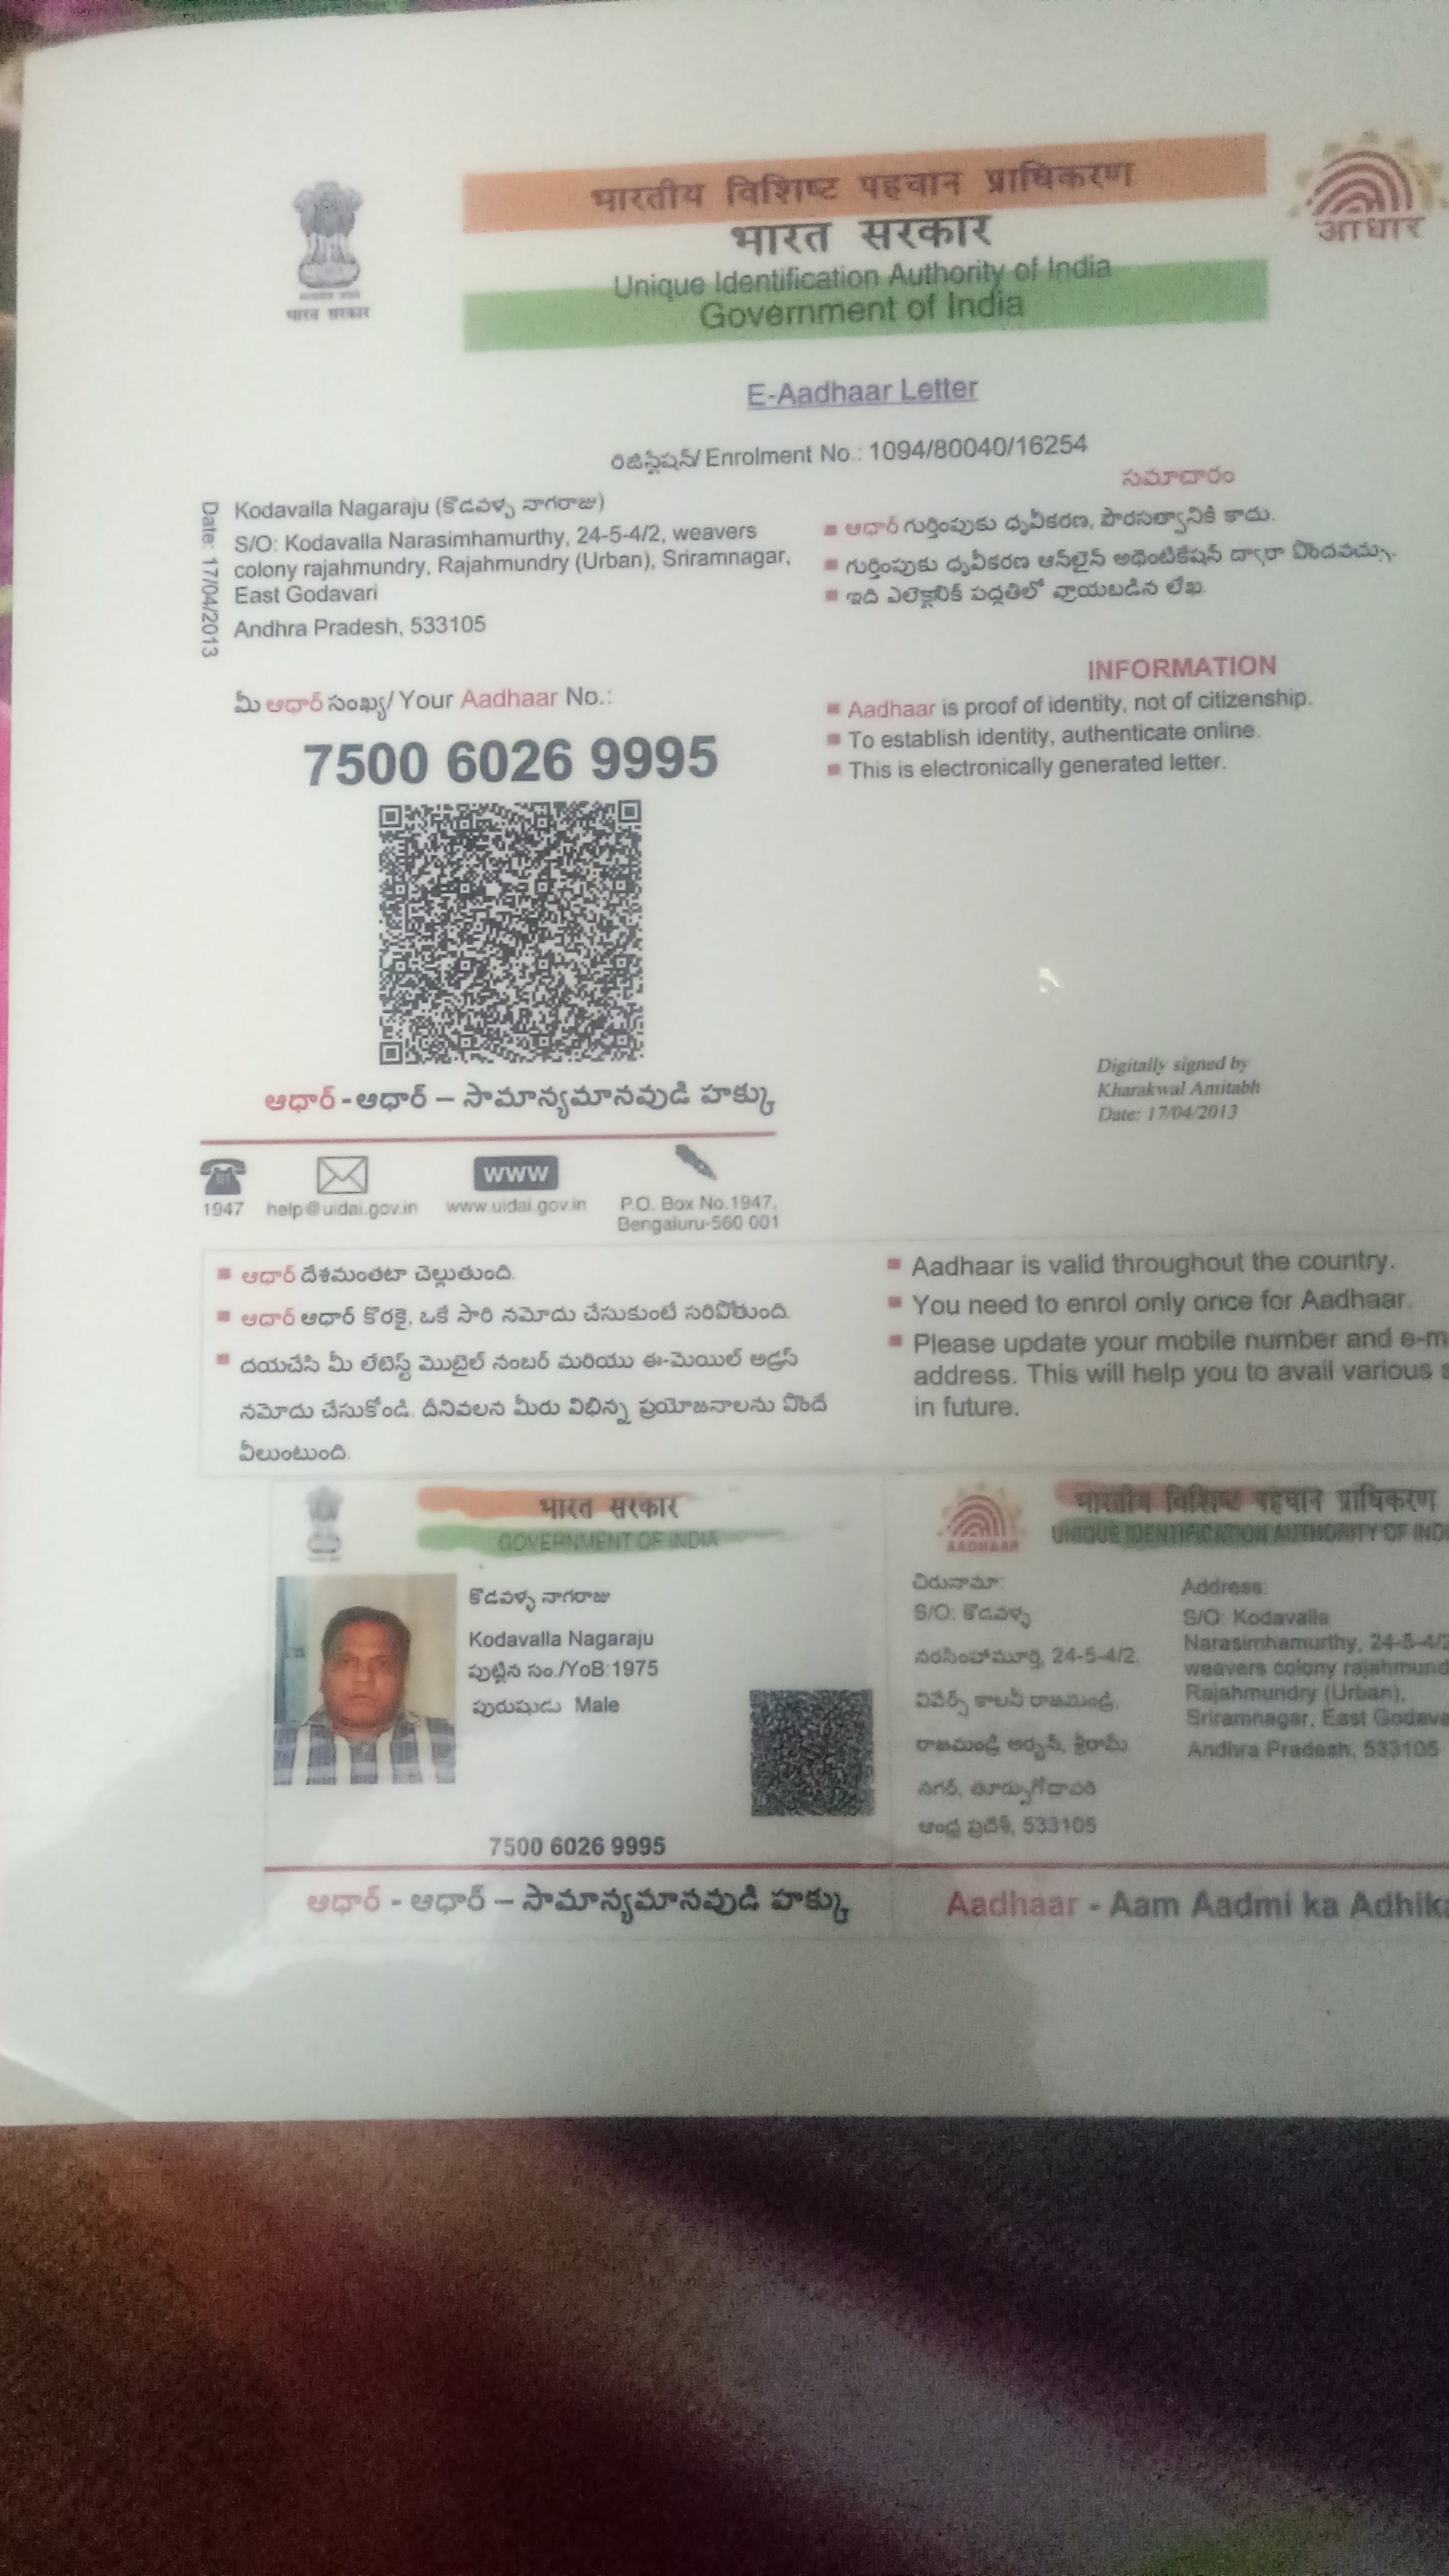 भारतीय विशिष्ट पहचान प्राधिकरण
भारत सरकार
Unique Identification Authority of India
Government of India
भारत सरकार
आधार
E-Aadhaar Letter
రిజిస్ట్రేషన్/ Enrolment No.: 1094/80040/16254
Date: 17/04/2013
Kodavalla Nagaraju (కొడవళ్ళ నాగరాజు)
S/O: Kodavalla Narasimhamurthy, 24-5-4/2, weavers
colony rajahmundry, Rajahmundry (Urban), Sriramnagar,
East Godavari
Andhra Pradesh, 533105
సమాచారం
ఆధార్ గుర్తింపుకు ధృవీకరణ, పౌరసత్వానికి కాదు.
గుర్తింపుకు ధృవీకరణ ఆన్‌లైన్ అథెంటికేషన్ ద్వారా పొందవచ్చు.
ఇది ఎలెక్ట్రానిక్ పద్ధతిలో వ్రాయబడిన లేఖ.
మీ ఆధార్ సంఖ్య/ Your Aadhaar No.:
7500 6026 9995
INFORMATION
Aadhaar is proof of identity, not of citizenship.
To establish identity, authenticate online.
This is electronically generated letter.
ఆధార్ - ఆధార్ – సామాన్యమానవుడి హక్కు
Digitally signed by
Kharakwal Amitabh
Date: 17/04/2013
1947
help@uidai.gov.in
www
www.uidai.gov.in
P.O. Box No.1947,
Bengaluru-560 001
ఆధార్ దేశమంతటా చెల్లుతుంది.
ఆధార్ ఆధార్ కొరకై, ఒకే సారి నమోదు చేసుకుంటే సరిపోతుంది.
దయచేసి మీ లేటెస్ట్ మొబైల్ నంబర్ మరియు ఈ-మెయిల్ అడ్రస్
నమోదు చేసుకోండి. దీనివలన మీరు విభిన్న ప్రయోజనాలను పొందే
వీలుంటుంది.
Aadhaar is valid throughout the country.
You need to enrol only once for Aadhaar.
Please update your mobile number and e-m
address. This will help you to avail various
in future.
भारत सरकार
GOVERNMENT OF INDIA
కొడవళ్ళ నాగరాజు
Kodavalla Nagaraju
పుట్టిన సం./YoB:1975
పురుషుడు Male
7500 6026 9995
ఆధార్ - ఆధార్ – సామాన్యమానవుడి హక్కు
भारतीय विशिष्ट पहचान प्राधिकरण
UNIQUE IDENTIFICATION AUTHORITY OF IND
AADHAAR
చిరునామా:
S/O: కొడవళ్ళ
నరసింహామూర్తి, 24-5-4/2,
వివేర్స్ కాలనీ రాజమండ్రి,
రాజమండ్రి అర్బన్, శ్రీరామ్
నగర్, తూర్పుగోదావరి
ఆంధ్ర ప్రదేశ్, 533105
Address:
S/O: Kodavalla
Narasimhamurthy, 24-5-4/2
weavers colony rajahmund
Rajahmundry (Urban),
Sriramnagar, East Godava
Andhra Pradesh, 533105
Aadhaar - Aam Aadmi ka Adhik